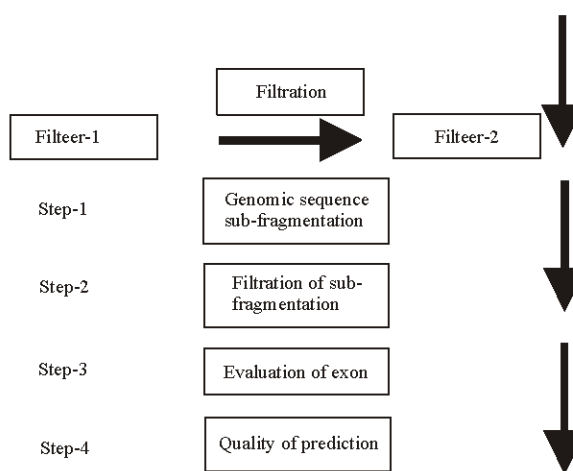 Filtration
Filteer-1
Filteer-2
Step-1
Genomic sequence
sub-fragmentation
Step-2
Filtration of sub-
fragmentation
Step-3
Evaluation of exon
Step-4
Quality of prediction